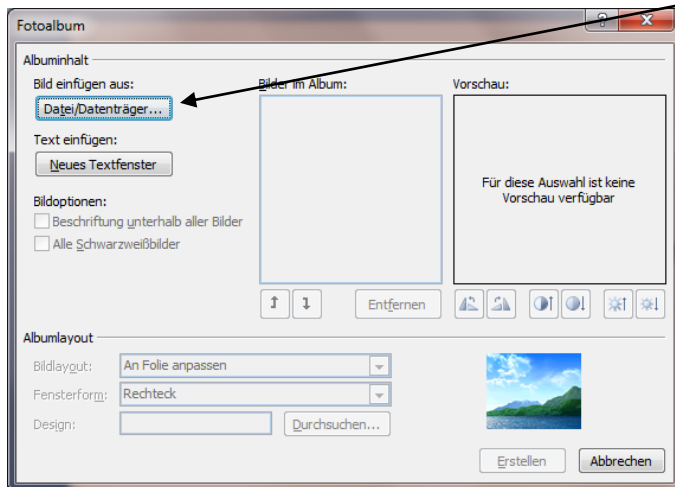 Fotoalbum
Albuminhalt
Bild einfügen aus:
Datei/Datenträger...
Text einfügen:
Neues Textfenster
Bildoptionen:
Beschriftung unterhalb aller Bilder
Alle Schwarzweißbilder
Bilder im Album:
Entfernen
Vorschau:
Für diese Auswahl ist keine
Vorschau verfügbar
Albumlayout
Bildlayout: An Folie anpassen
Fensterform: Rechteck
Design: Durchsuchen...
Erstellen Abbrechen